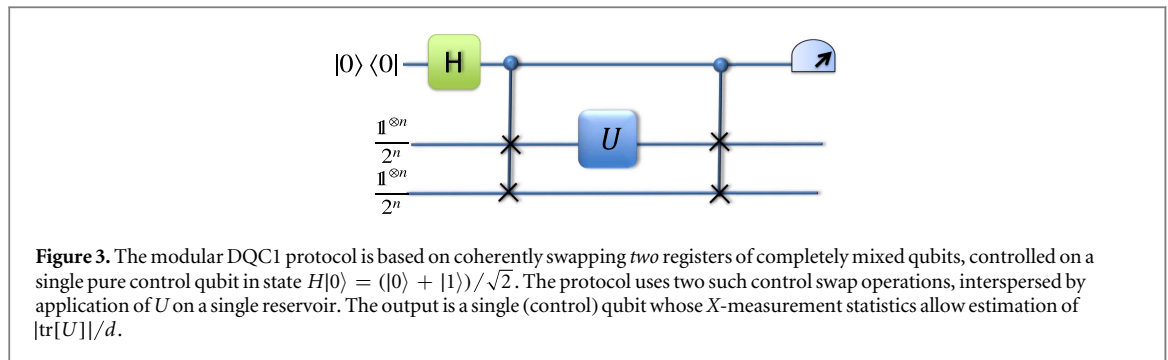 |0⟩ ⟨0| H
𝟙^{⊗n}
2^n
U
𝟙^{⊗n}
2^n
Figure 3. The modular DQC1 protocol is based on coherently swapping two registers of completely mixed qubits, controlled on a
single pure control qubit in state H|0⟩ = (|0⟩ + |1⟩)/√2. The protocol uses two such control swap operations, interspersed by
application of U on a single reservoir. The output is a single (control) qubit whose X-measurement statistics allow estimation of
|tr[U]|/d.